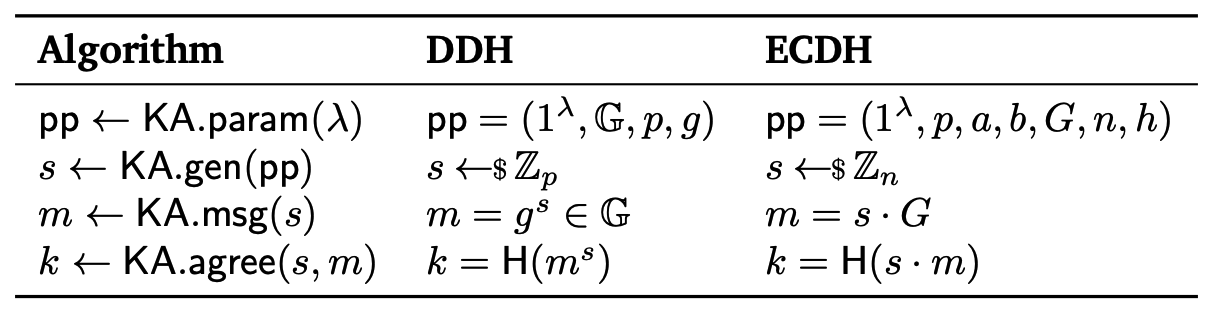 Algorithm DDH ECDH
pp ← KA.param(λ) pp = (1^λ, 𝔾, p, g) pp = (1^λ, p, a, b, G, n, h)
s ← KA.gen(pp) s ←$ ℤ_p s ←$ ℤ_n
m ← KA.msg(s) m = g^s ∈ 𝔾 m = s · G
k ← KA.agree(s, m) k = H(m^s) k = H(s · m)